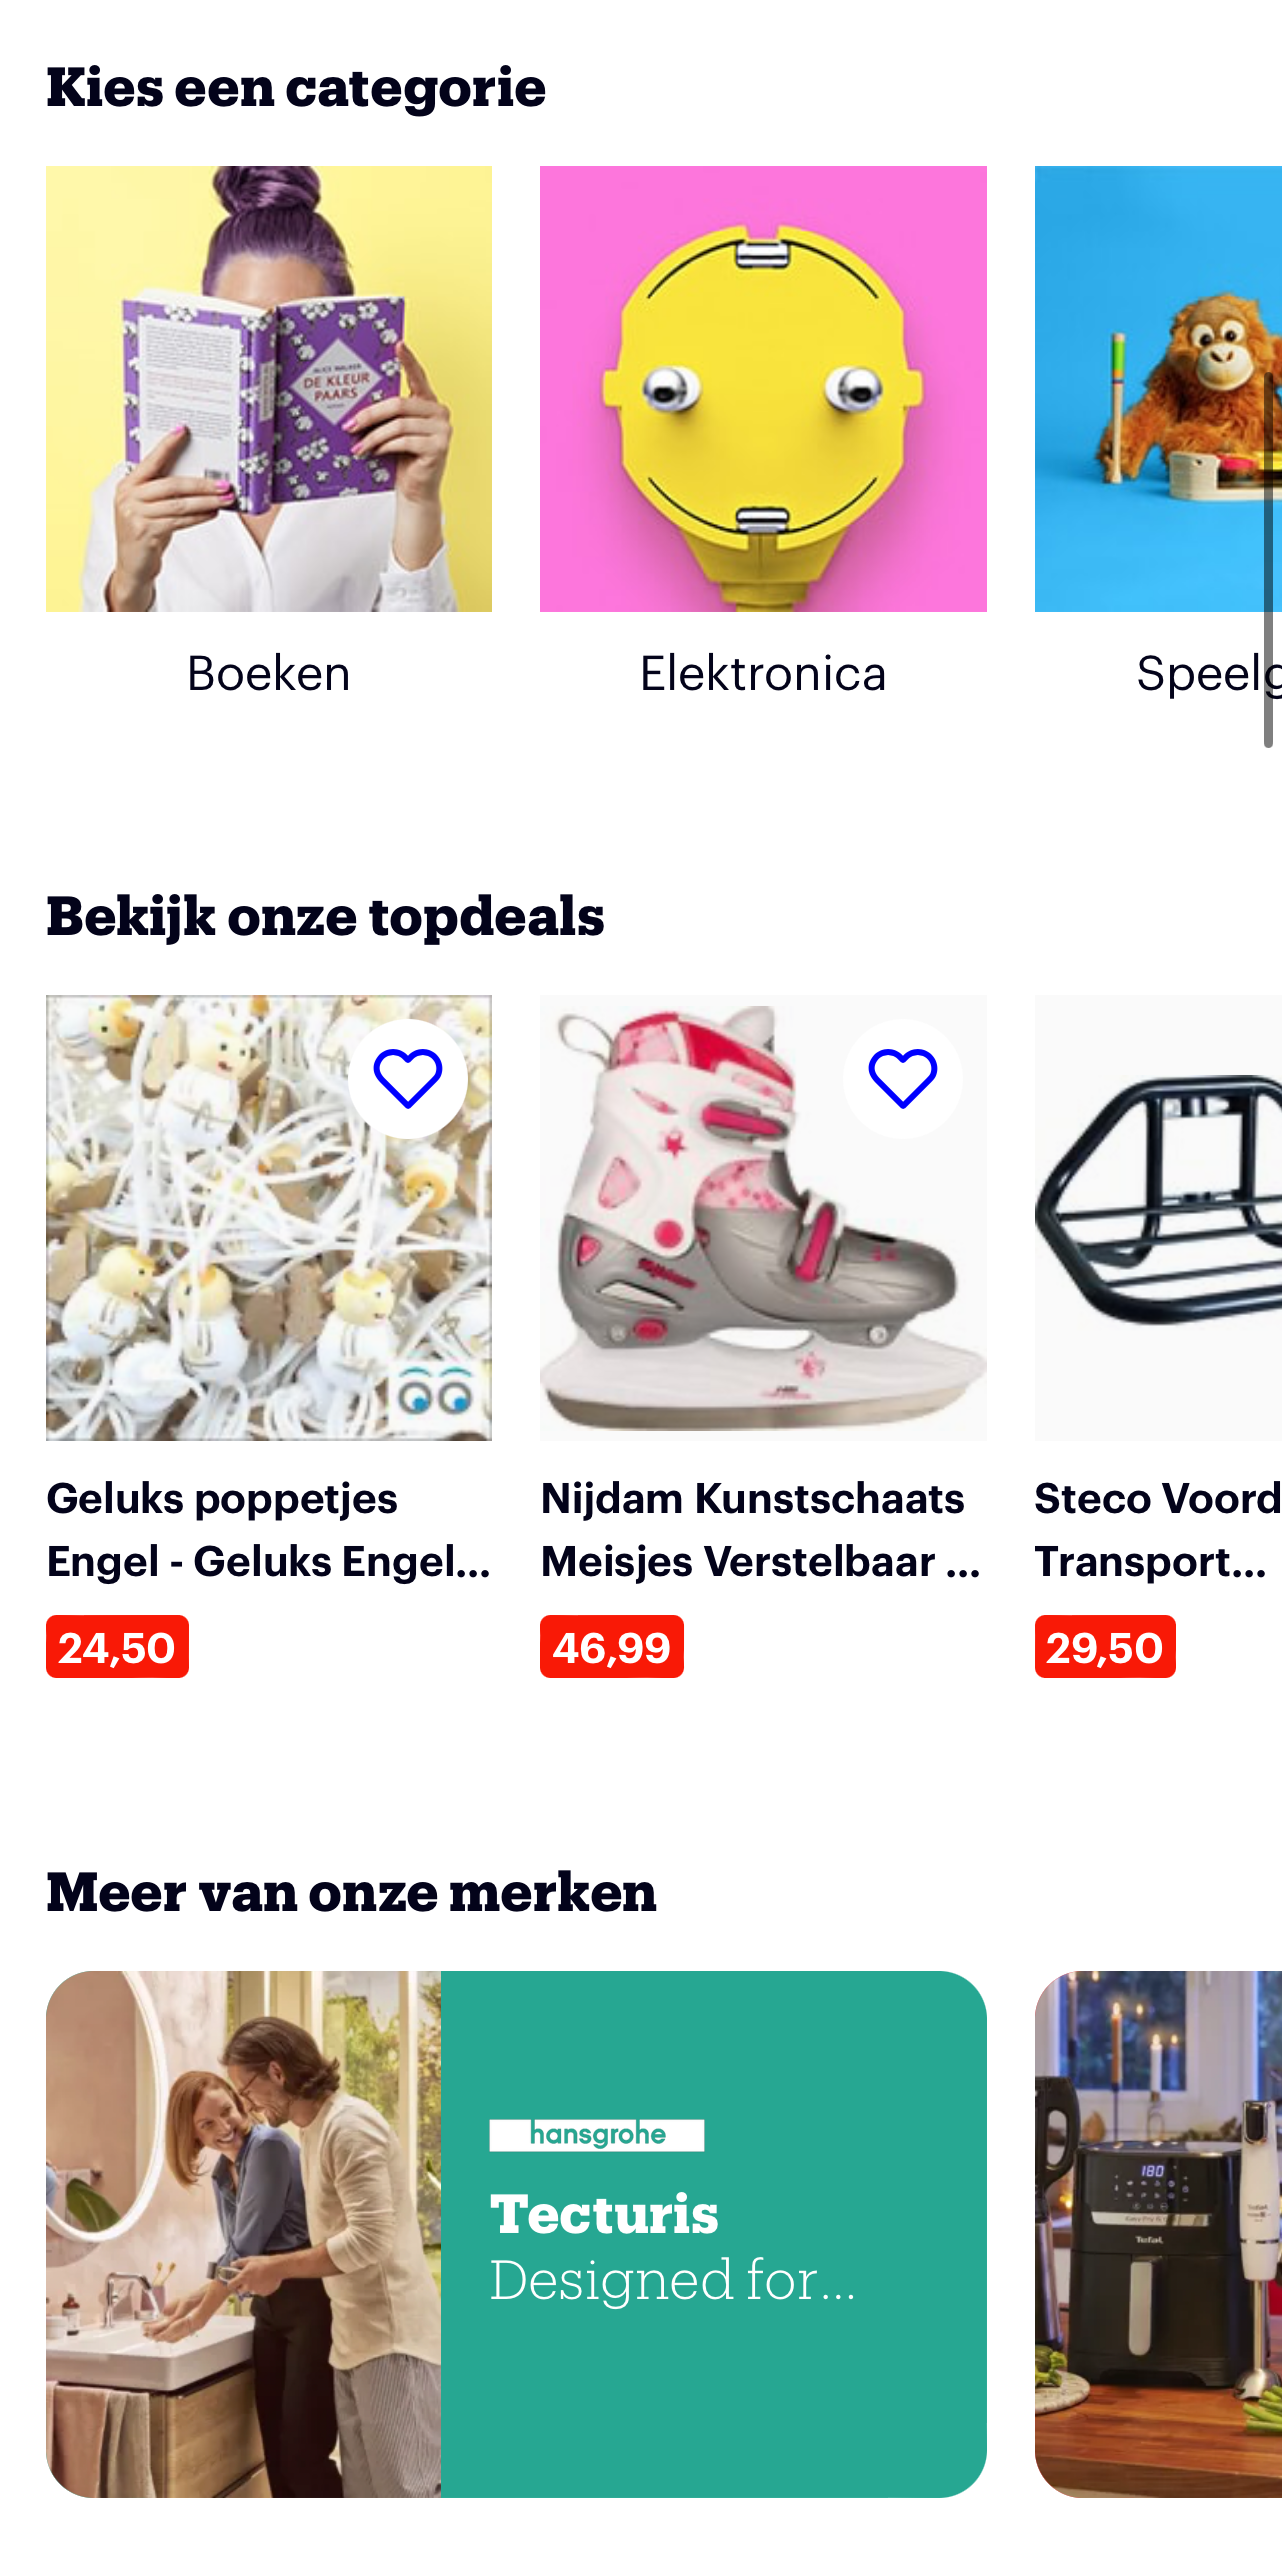 Kies een categorie
ALICE WALKER
DE KLEUR
PAARS
Boeken
Elektronica
Speelg
Bekijk onze topdeals
Geluks poppetjes
Engel - Geluks Engel...
24,50
Nijdam Kunstschaats
Meisjes Verstelbaar ...
46,99
Steco Voord
Transport...
29,50
Meer van onze merken
hansgrohe
Tecturis
Designed for...
180
Tefal